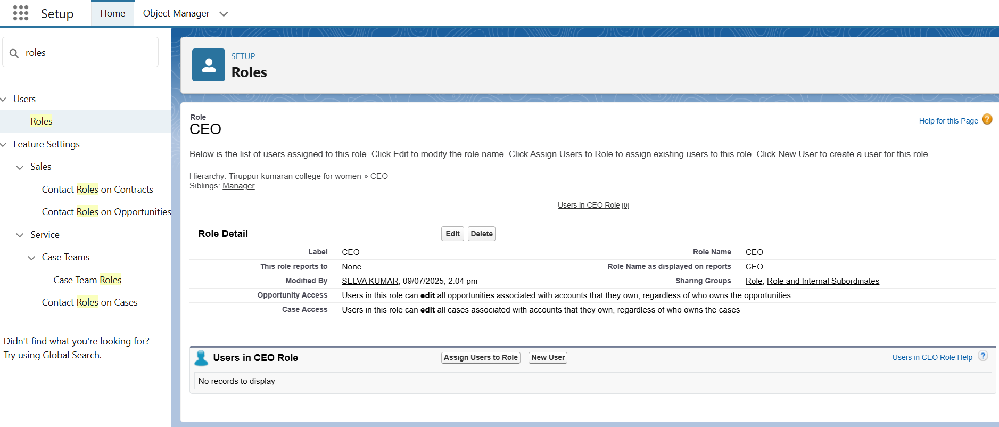 Setup
Home
Object Manager
roles
Users
Roles
Feature Settings
Sales
Contact Roles on Contracts
Contact Roles on Opportunities
Service
Case Teams
Case Team Roles
Contact Roles on Cases
Didn't find what you're looking for?
Try using Global Search.
SETUP
Roles
Role
CEO
Help for this Page ?
Below is the list of users assigned to this role. Click Edit to modify the role name. Click Assign Users to Role to assign existing users to this role. Click New User to create a user for this role.
Hierarchy: Tiruppur kumaran college for women » CEO
Siblings: Manager
Users in CEO Role [0]
Role Detail Edit Delete
Label CEO Role Name CEO
This role reports to None Role Name as displayed on reports CEO
Modified By SELVA KUMAR, 09/07/2025, 2:04 pm Sharing Groups Role, Role and Internal Subordinates
Opportunity Access Users in this role can edit all opportunities associated with accounts that they own, regardless of who owns the opportunities
Case Access Users in this role can edit all cases associated with accounts that they own, regardless of who owns the cases
Users in CEO Role Assign Users to Role New User Users in CEO Role Help ?
No records to display